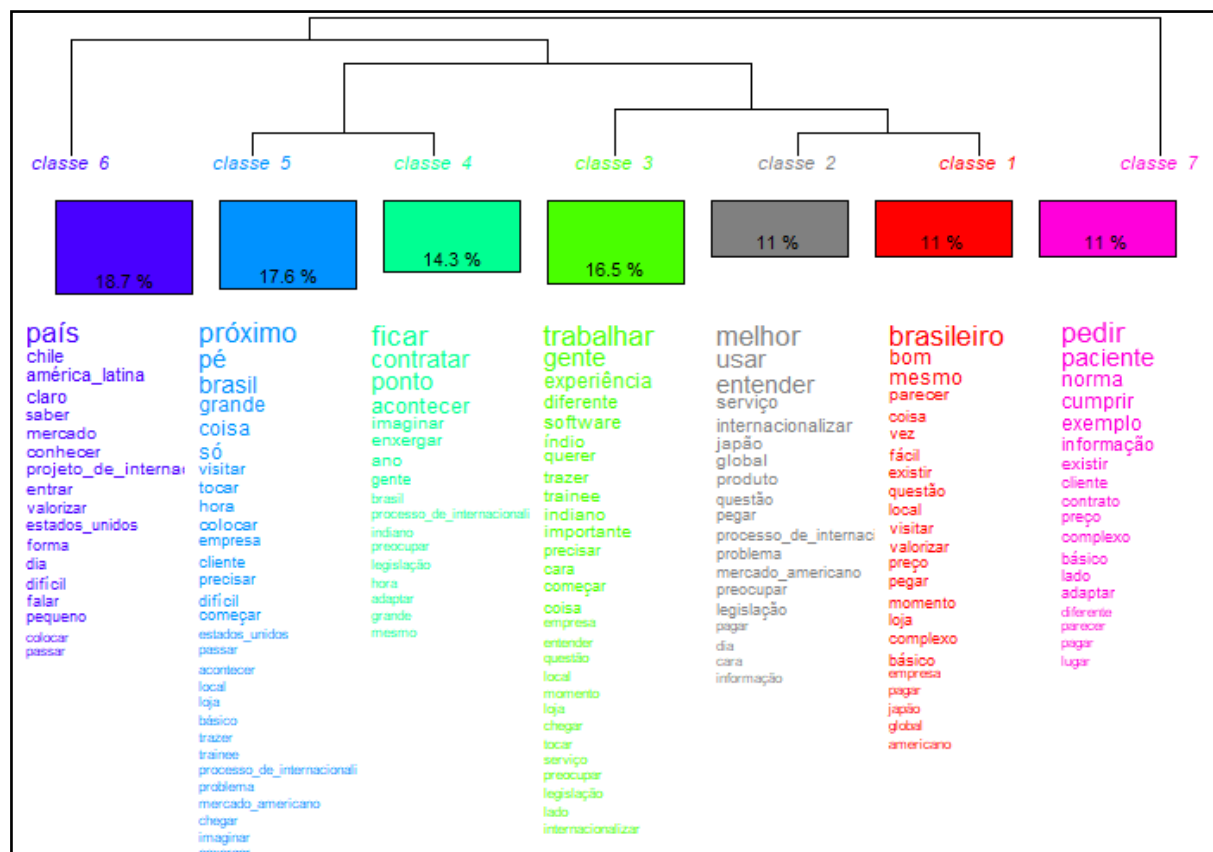 classe 6
classe 5
classe 4
classe 3
classe 2
classe 1
classe 7
18.7 %
17.6 %
14.3 %
16.5 %
11 %
11 %
11 %
país
chile
américa_latina
claro
saber
mercado
conhecer
projeto_de_internac
entrar
valorizar
estados_unidos
forma
dia
difícil
falar
pequeno
colocar
passar
próximo
pé
brasil
grande
coisa
só
visitar
tocar
hora
colocar
empresa
cliente
precisar
difícil
começar
estados_unidos
passar
acontecer
local
loja
básico
trazer
trainee
processo_de_internacionali
problema
mercado_americano
chegar
imaginar
ficar
contratar
ponto
acontecer
imaginar
enxergar
ano
gente
brasil
processo_de_internacionali
indiano
preocupar
legislação
hora
adaptar
grande
mesmo
trabalhar
gente
experiência
diferente
software
índio
querer
trazer
trainee
indiano
importante
precisar
cara
começar
coisa
empresa
entender
questão
local
momento
loja
chegar
tocar
serviço
preocupar
legislação
lado
internacionalizar
melhor
usar
entender
serviço
internacionalizar
japão
global
produto
questão
pegar
processo_de_internaci
problema
mercado_americano
preocupar
legislação
pagar
dia
cara
informação
brasileiro
bom
mesmo
parecer
coisa
vez
fácil
existir
questão
local
visitar
valorizar
preço
pegar
momento
loja
complexo
básico
empresa
pagar
japão
global
americano
pedir
paciente
norma
cumprir
exemplo
informação
existir
cliente
contrato
preço
complexo
básico
lado
adaptar
diferente
parecer
pagar
lugar